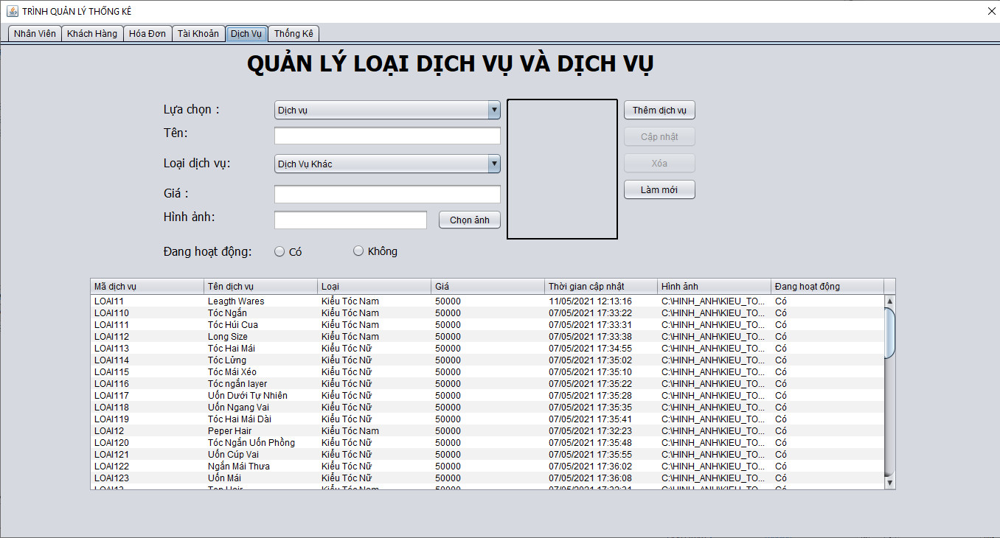 TRÌNH QUẢN LÝ THỐNG KÊ
Nhân Viên Khách Hàng Hóa Đơn Tài Khoản Dịch Vụ Thống Kê
QUẢN LÝ LOẠI DỊCH VỤ VÀ DỊCH VỤ
Lựa chọn : Dịch vụ Thêm dịch vụ
Tên: Cập nhật
Loại dịch vụ: Dịch Vụ Khác Xóa
Giá : Làm mới
Hình ảnh: Chọn ảnh
Đang hoạt động: Có Không
Mã dịch vụ Tên dịch vụ Loại Giá Thời gian cập nhật Hình ảnh Đang hoạt động
LOAI11 Leagth Wares Kiểu Tóc Nam 50000 11/05/2021 12:13:16 C:\HINH_ANH\KIEU_TO... Có
LOAI110 Tóc Ngắn Kiểu Tóc Nam 50000 07/05/2021 17:33:22 C:\HINH_ANH\KIEU_TO... Có
LOAI111 Tóc Húi Cua Kiểu Tóc Nam 50000 07/05/2021 17:33:31 C:\HINH_ANH\KIEU_TO... Có
LOAI112 Long Size Kiểu Tóc Nam 50000 07/05/2021 17:33:38 C:\HINH_ANH\KIEU_TO... Có
LOAI113 Tóc Hai Mái Kiểu Tóc Nữ 50000 07/05/2021 17:34:55 C:\HINH_ANH\KIEU_TO... Có
LOAI114 Tóc Lửng Kiểu Tóc Nữ 50000 07/05/2021 17:35:02 C:\HINH_ANH\KIEU_TO... Có
LOAI115 Tóc Mái Xéo Kiểu Tóc Nữ 50000 07/05/2021 17:35:10 C:\HINH_ANH\KIEU_TO... Có
LOAI116 Tóc ngắn layer Kiểu Tóc Nữ 50000 07/05/2021 17:35:22 C:\HINH_ANH\KIEU_TO... Có
LOAI117 Uốn Dưới Tự Nhiên Kiểu Tóc Nữ 50000 07/05/2021 17:35:28 C:\HINH_ANH\KIEU_TO... Có
LOAI118 Uốn Ngang Vai Kiểu Tóc Nữ 50000 07/05/2021 17:35:35 C:\HINH_ANH\KIEU_TO... Có
LOAI119 Tóc Hai Mái Dài Kiểu Tóc Nữ 50000 07/05/2021 17:35:41 C:\HINH_ANH\KIEU_TO... Có
LOAI12 Peper Hair Kiểu Tóc Nam 50000 07/05/2021 17:32:23 C:\HINH_ANH\KIEU_TO... Có
LOAI120 Tóc Ngắn Uốn Phồng Kiểu Tóc Nữ 50000 07/05/2021 17:35:48 C:\HINH_ANH\KIEU_TO... Có
LOAI121 Uốn Cúp Vai Kiểu Tóc Nữ 50000 07/05/2021 17:35:55 C:\HINH_ANH\KIEU_TO... Có
LOAI122 Ngắn Mái Thưa Kiểu Tóc Nữ 50000 07/05/2021 17:36:02 C:\HINH_ANH\KIEU_TO... Có
LOAI123 Uốn Mái Kiểu Tóc Nữ 50000 07/05/2021 17:36:08 C:\HINH_ANH\KIEU_TO... Có